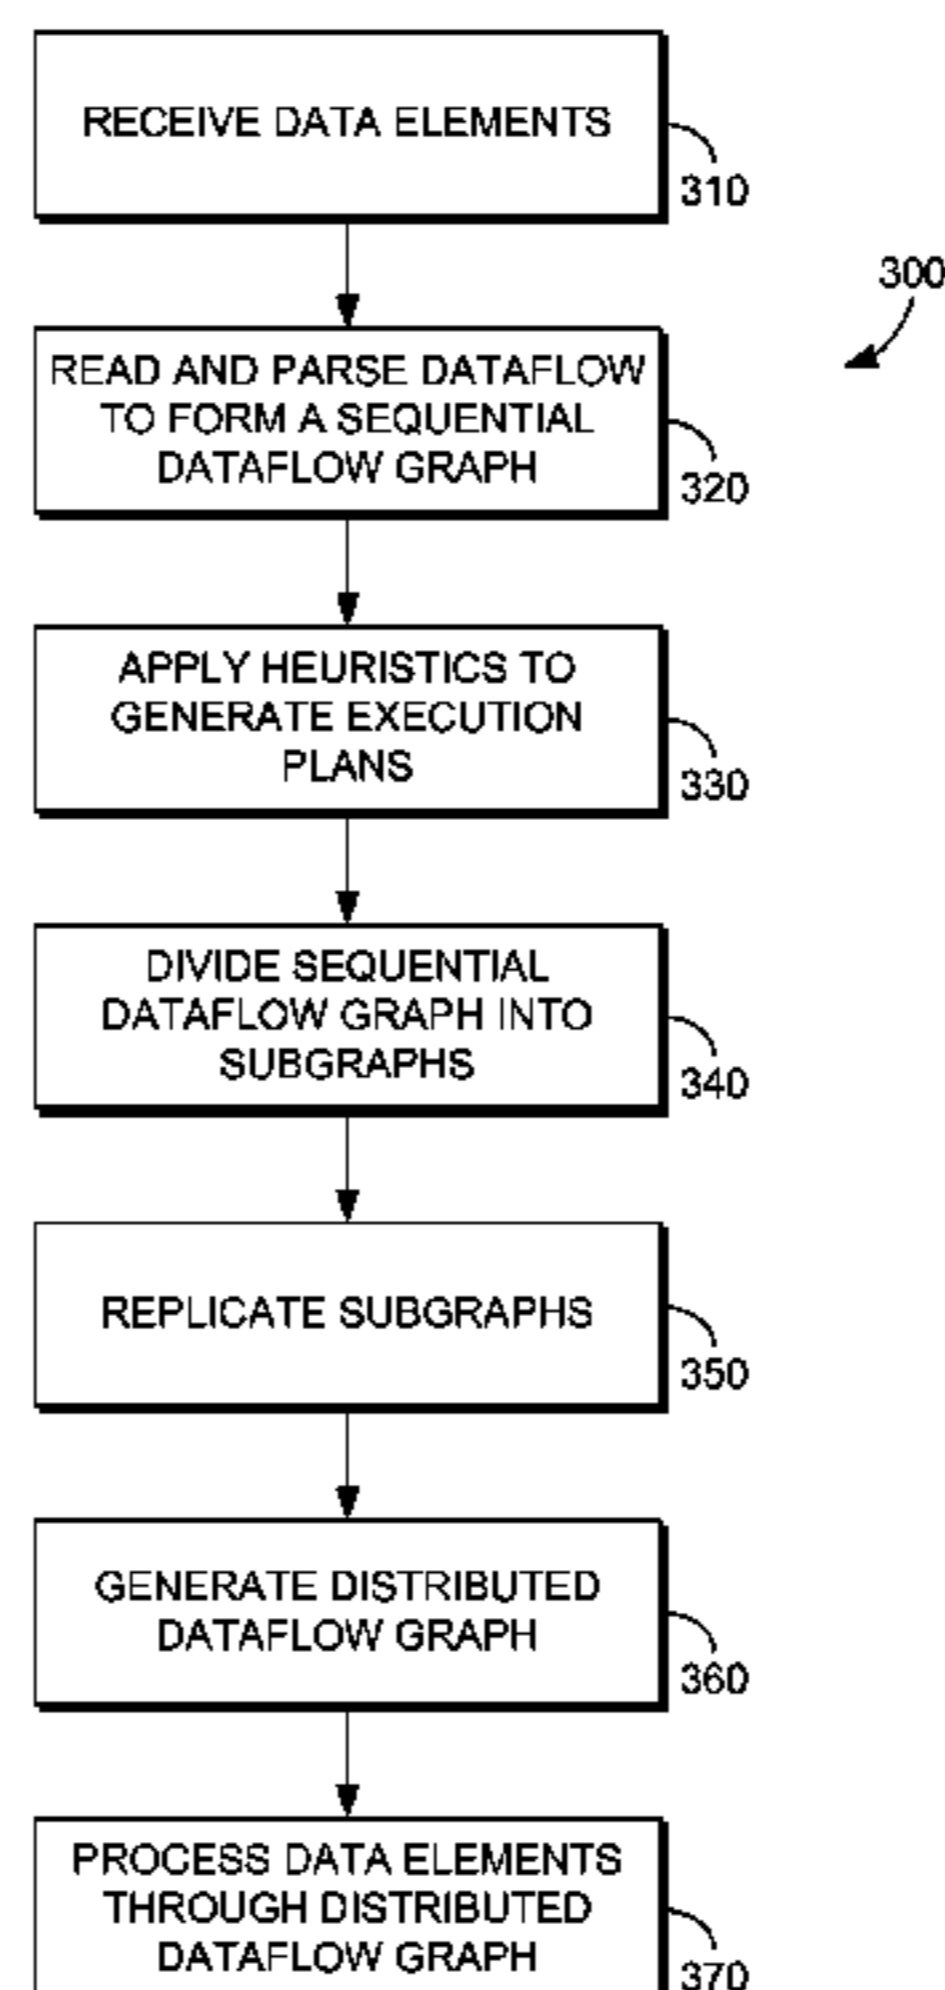 RECEIVE DATA ELEMENTS
310
300
READ AND PARSE DATAFLOW
TO FORM A SEQUENTIAL
DATAFLOW GRAPH
320
APPLY HEURISTICS TO
GENERATE EXECUTION
PLANS
330
DIVIDE SEQUENTIAL
DATAFLOW GRAPH INTO
SUBGRAPHS
340
REPLICATE SUBGRAPHS
350
GENERATE DISTRIBUTED
DATAFLOW GRAPH
360
PROCESS DATA ELEMENTS
THROUGH DISTRIBUTED
DATAFLOW GRAPH
370